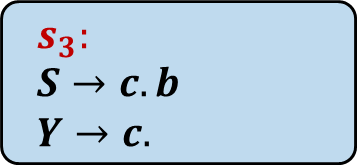 s₃:
S → c. b
Y → c.